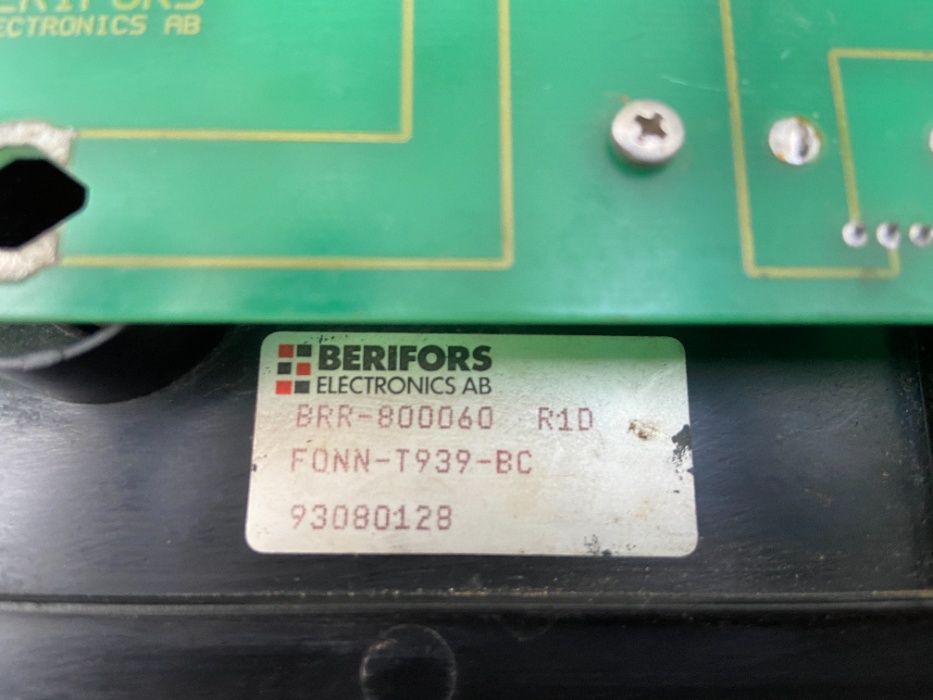 ECTRONICS AB
BERIFORS
ELECTRONICS AB
BRR-800060 R1D
FONN-T939-BC
93080128